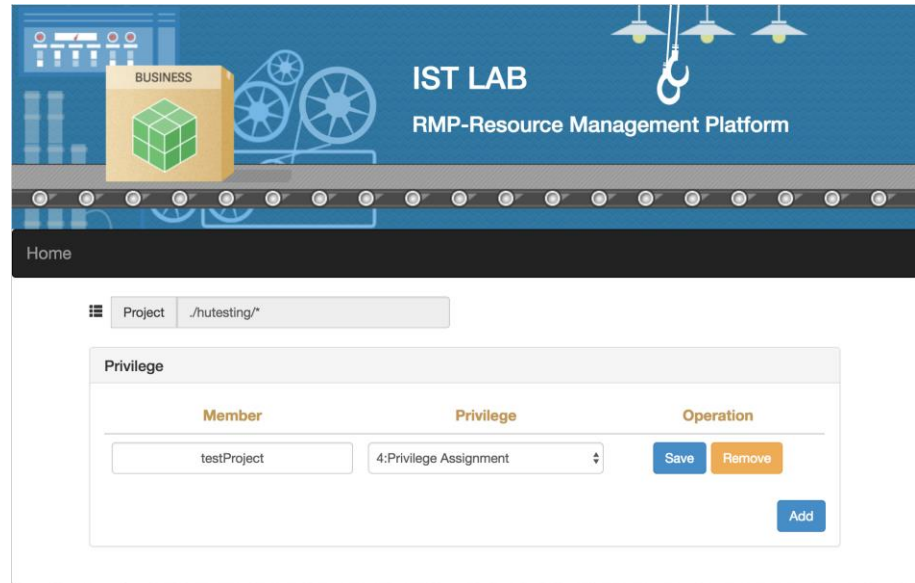 BUSINESS
IST LAB
RMP-Resource Management Platform
Home
Project ./hutesting/*
Privilege
Member Privilege Operation
testProject 4:Privilege Assignment Save Remove
Add